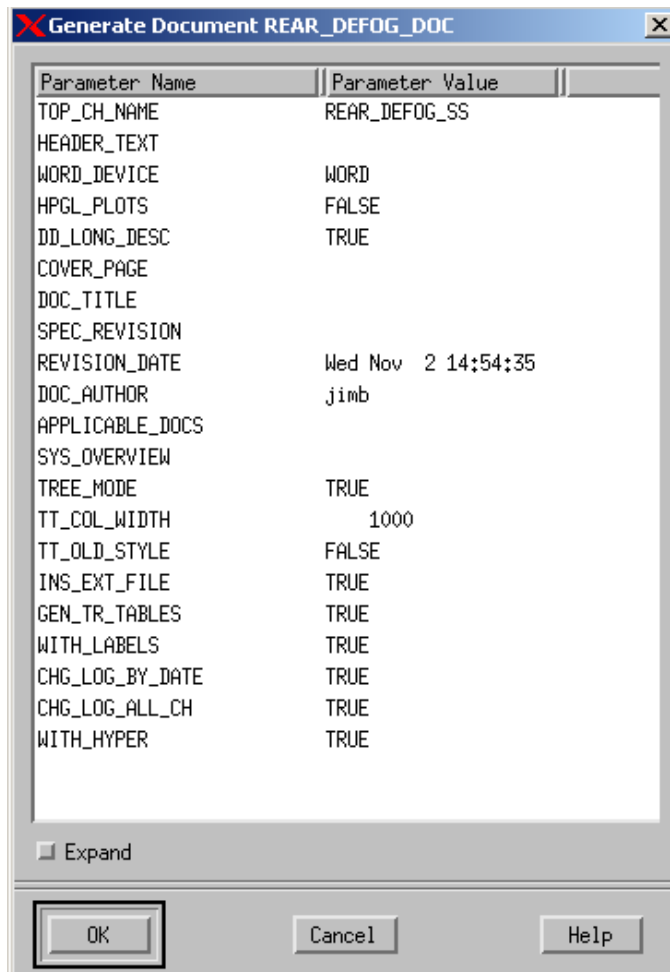 Generate Document REAR_DEFOG_DOC
Parameter Name Parameter Value
TOP_CH_NAME REAR_DEFOG_SS
HEADER_TEXT
WORD_DEVICE WORD
HPGL_PLOTS FALSE
DD_LONG_DESC TRUE
COVER_PAGE
DOC_TITLE
SPEC_REVISION
REVISION_DATE Wed Nov 2 14:54:35
DOC_AUTHOR jimb
APPLICABLE_DOCS
SYS_OVERVIEW
TREE_MODE TRUE
TT_COL_WIDTH 1000
TT_OLD_STYLE FALSE
INS_EXT_FILE TRUE
GEN_TR_TABLES TRUE
WITH_LABELS TRUE
CHG_LOG_BY_DATE TRUE
CHG_LOG_ALL_CH TRUE
WITH_HYPER TRUE
Expand
OK Cancel Help